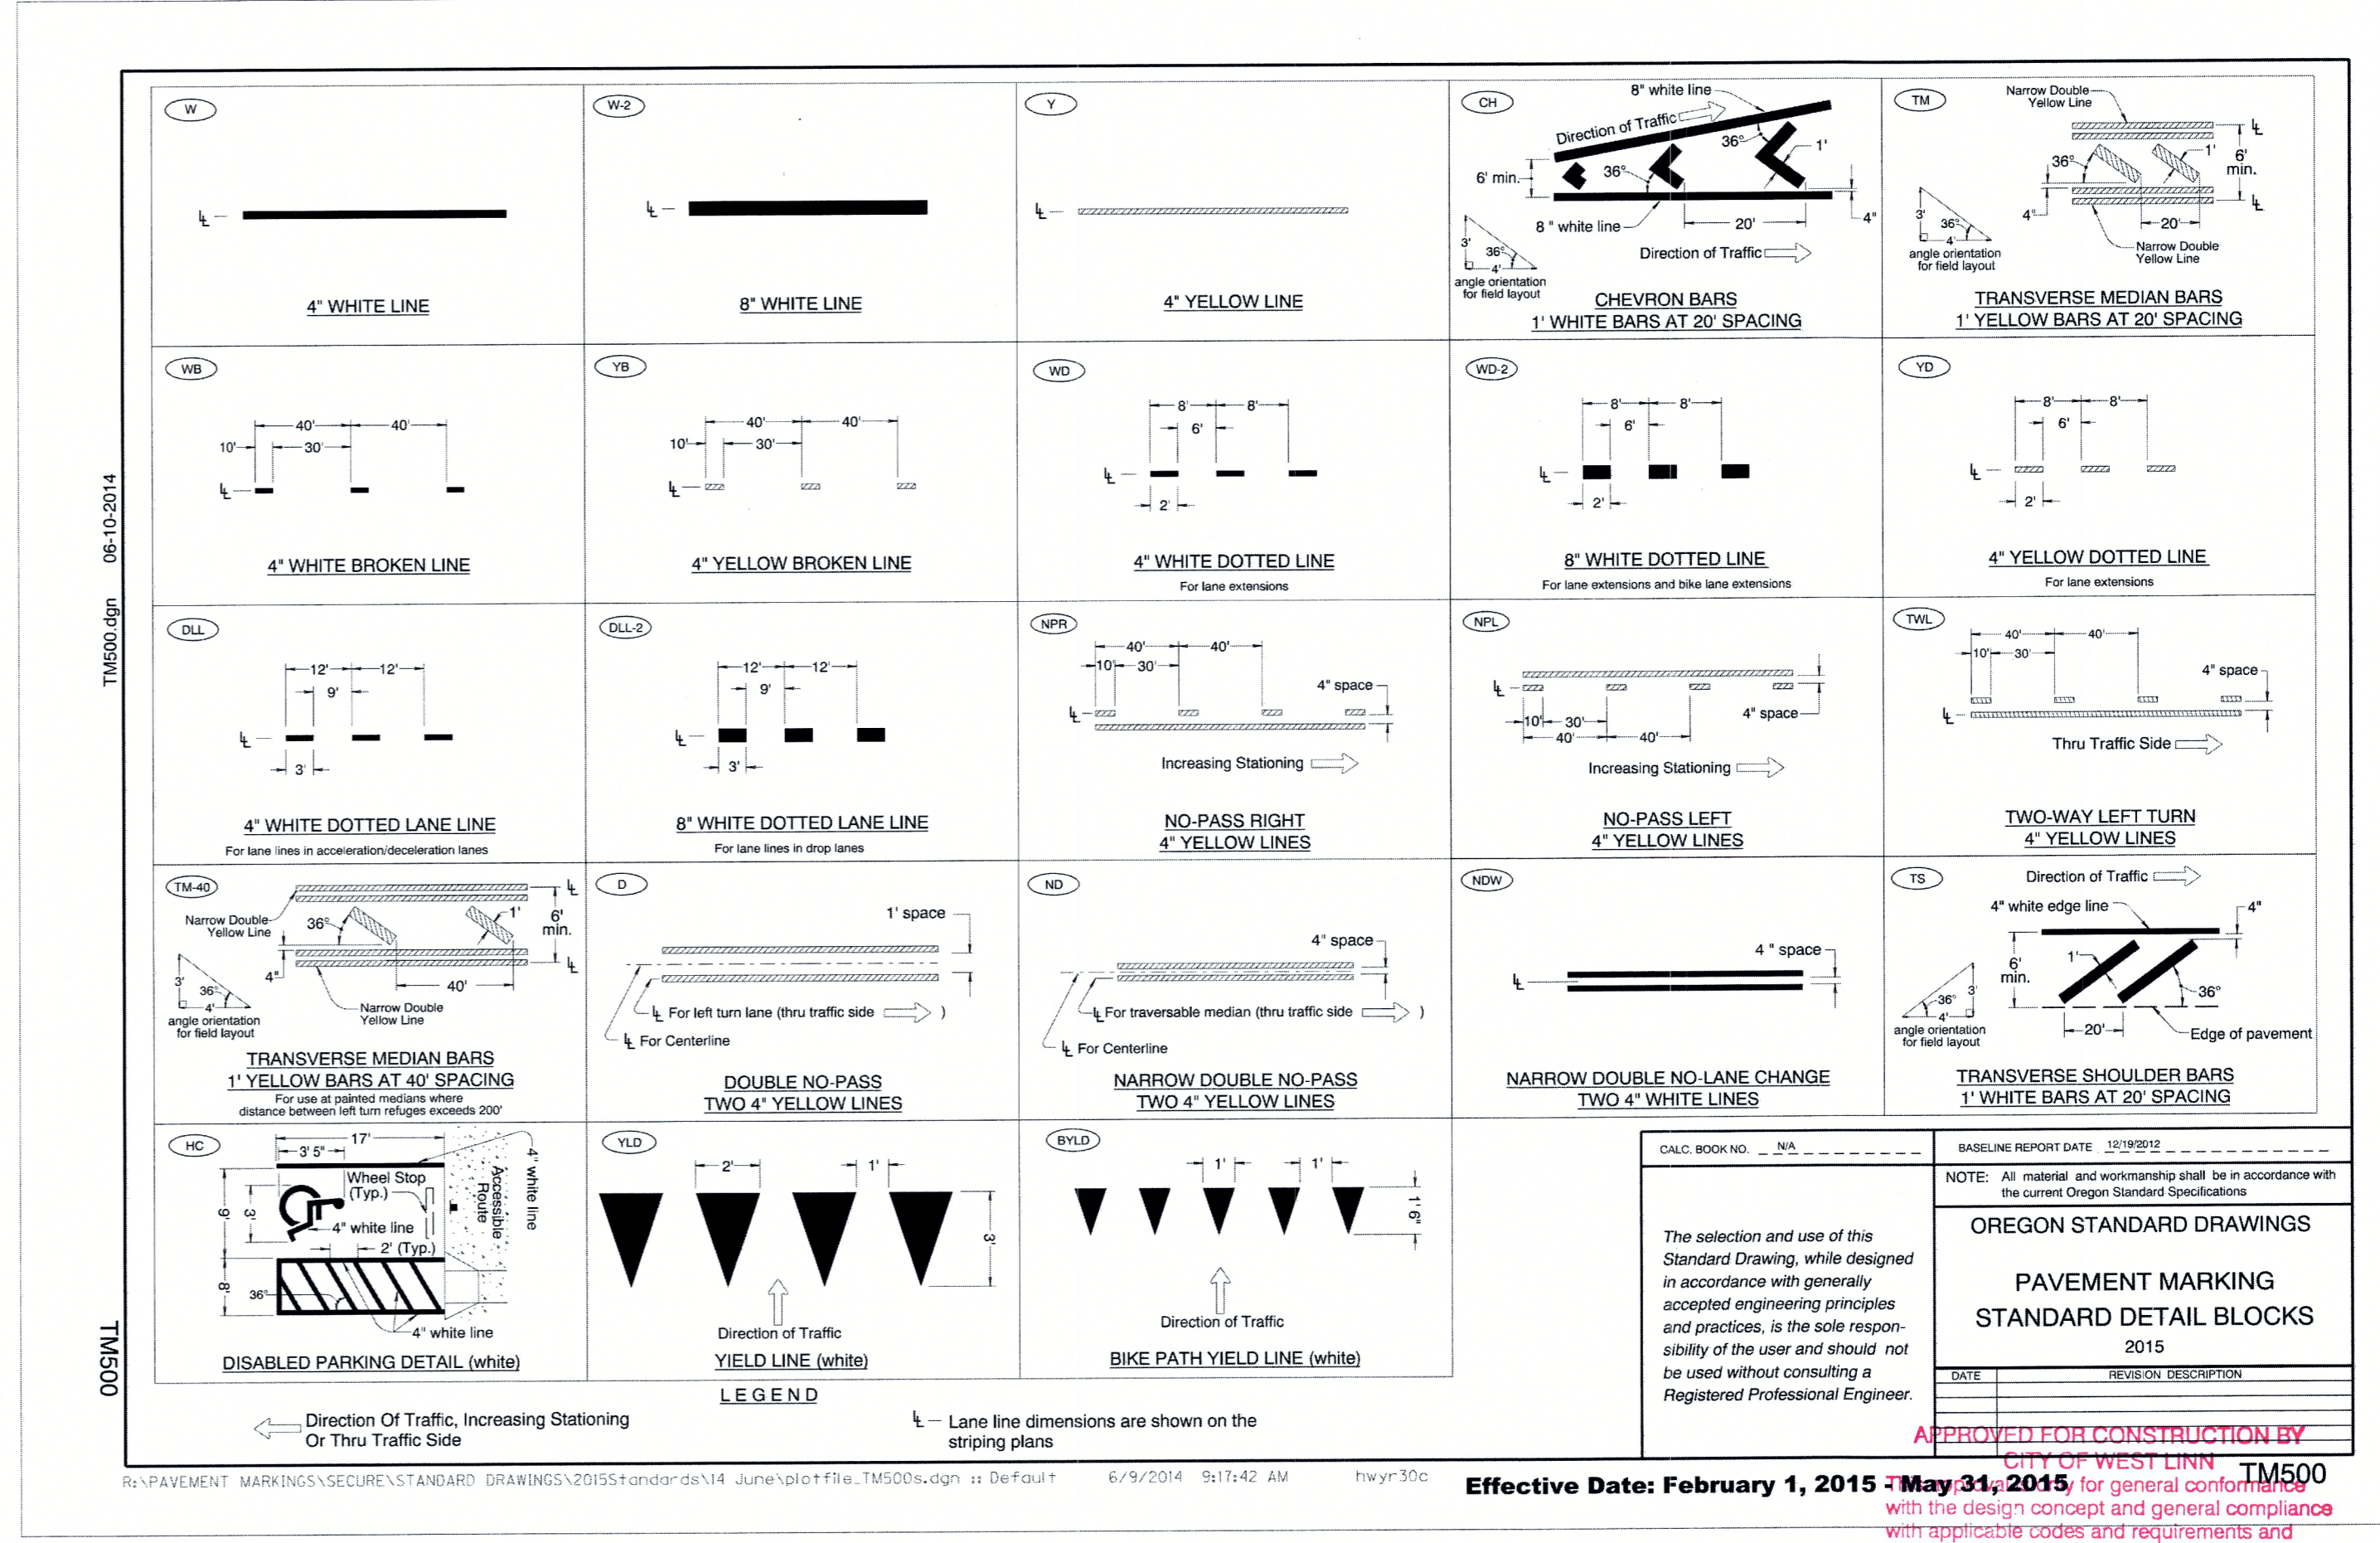 W
4" WHITE LINE
W-2
8" WHITE LINE
Y
4" YELLOW LINE
CH
8" white line
Direction of Traffic
36°
36°
1'
6' min.
4"
20'
8 " white line
Direction of Traffic
3'
36°
4'
angle orientation
for field layout
CHEVRON BARS
1' WHITE BARS AT 20' SPACING
TM
Narrow Double
Yellow Line
36°
1'
6'
min.
4"
20'
3'
36°
4'
angle orientation
for field layout
Narrow Double
Yellow Line
TRANSVERSE MEDIAN BARS
1' YELLOW BARS AT 20' SPACING
WB
40' 40'
10' 30'
4" WHITE BROKEN LINE
YB
40' 40'
10' 30'
4" YELLOW BROKEN LINE
WD
8' 8'
6'
2'
4" WHITE DOTTED LINE
For lane extensions
WD-2
8' 8'
6'
2'
8" WHITE DOTTED LINE
For lane extensions and bike lane extensions
YD
8' 8'
6'
2'
4" YELLOW DOTTED LINE
For lane extensions
DLL
12' 12'
9'
3'
4" WHITE DOTTED LANE LINE
For lane lines in acceleration/deceleration lanes
DLL-2
12' 12'
9'
3'
8" WHITE DOTTED LANE LINE
For lane lines in drop lanes
NPR
40' 40'
10' 30'
4" space
Increasing Stationing
NO-PASS RIGHT
4" YELLOW LINES
NPL
10' 30'
4" space
40' 40'
Increasing Stationing
NO-PASS LEFT
4" YELLOW LINES
TWL
40' 40'
10' 30'
4" space
Thru Traffic Side
TWO-WAY LEFT TURN
4" YELLOW LINES
TM-40
Narrow Double
Yellow Line
36°
1'
6'
min.
4"
40'
3'
36°
4'
angle orientation
for field layout
Narrow Double
Yellow Line
TRANSVERSE MEDIAN BARS
1' YELLOW BARS AT 40' SPACING
For use at painted medians where
distance between left turn refuges exceeds 200'
D
1' space
For left turn lane (thru traffic side )
For Centerline
DOUBLE NO-PASS
TWO 4" YELLOW LINES
ND
4" space
For traversable median (thru traffic side )
For Centerline
NARROW DOUBLE NO-PASS
TWO 4" YELLOW LINES
NDW
4 " space
NARROW DOUBLE NO-LANE CHANGE
TWO 4" WHITE LINES
TS
Direction of Traffic
4" white edge line
4"
6'
min.
1'
36°
20'
Edge of pavement
36°
3'
4'
angle orientation
for field layout
TRANSVERSE SHOULDER BARS
1' WHITE BARS AT 20' SPACING
HC
17'
3' 5"
Wheel Stop
(Typ.)
9'
3'
4" white line
2' (Typ.)
8'
36°
4" white line
Accessible
Route
4" white line
DISABLED PARKING DETAIL (white)
YLD
2' 1'
3'
Direction of Traffic
YIELD LINE (white)
BYLD
1' 1'
1' 6"
Direction of Traffic
BIKE PATH YIELD LINE (white)
LEGEND
Direction Of Traffic, Increasing Stationing
Or Thru Traffic Side
Lane line dimensions are shown on the
striping plans
CALC. BOOK NO. N/A
BASELINE REPORT DATE 12/19/2012
NOTE: All material and workmanship shall be in accordance with
the current Oregon Standard Specifications
The selection and use of this
Standard Drawing, while designed
in accordance with generally
accepted engineering principles
and practices, is the sole respon-
sibility of the user and should not
be used without consulting a
Registered Professional Engineer.
OREGON STANDARD DRAWINGS
PAVEMENT MARKING
STANDARD DETAIL BLOCKS
2015
DATE REVISION DESCRIPTION
TM500.dgn 06-10-2014
TM500
R:\PAVEMENT MARKINGS\SECURE\STANDARD DRAWINGS\2015Standards\14 June\plotfile_TM500s.dgn :: Default 6/9/2014 9:17:42 AM hwyr30c
Effective Date: February 1, 2015 - May 31, 2015
TM500
APPROVED FOR CONSTRUCTION BY
CITY OF WEST LINN
for general conformance
with the design concept and general compliance
with applicable codes and requirements and